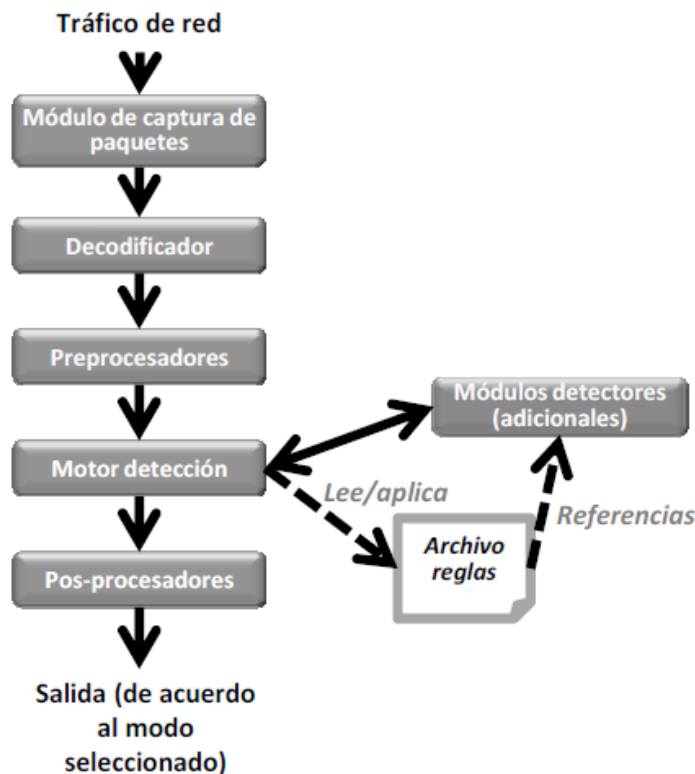 Tráfico de red
Módulo de captura de
paquetes
Decodificador
Preprocesadores
Módulos detectores
(adicionales)
Motor detección
Lee/aplica
Referencias
Archivo
reglas
Pos-procesadores
Salida (de acuerdo
al modo
seleccionado)